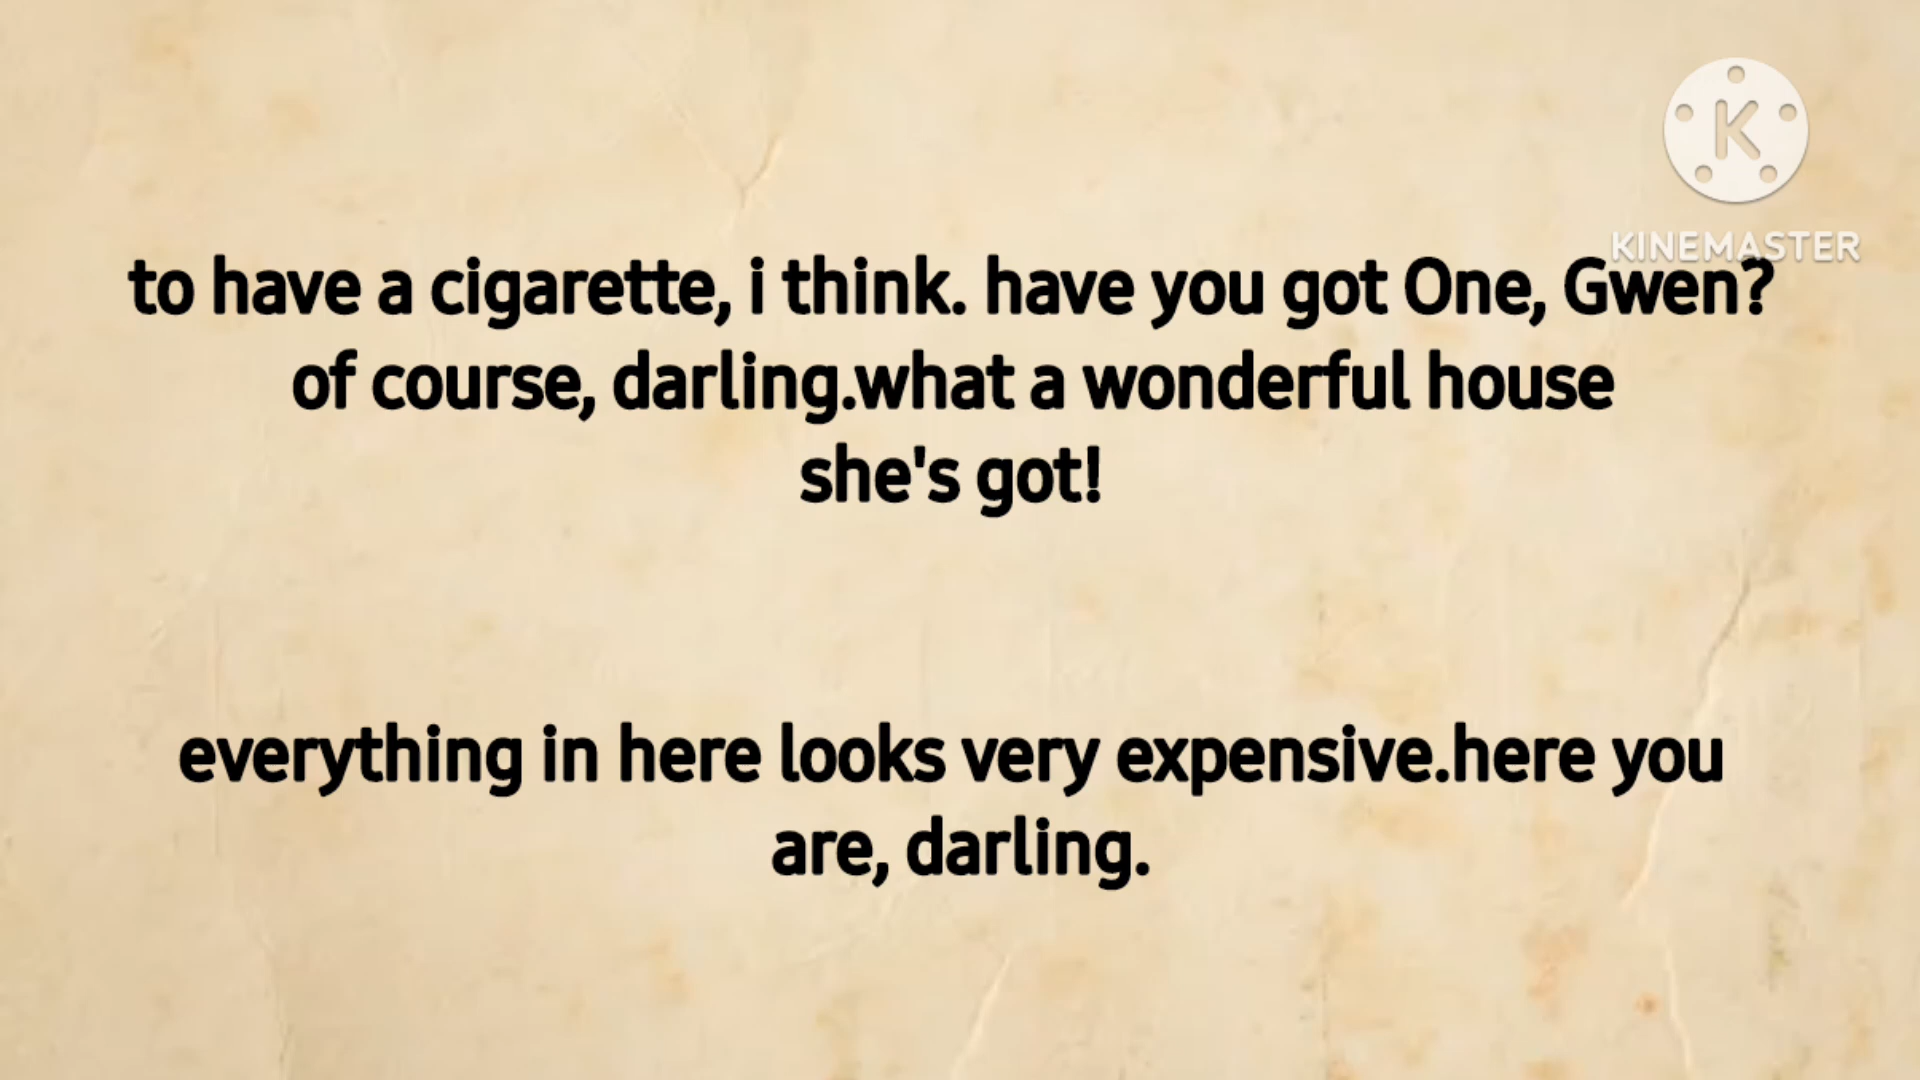 KINEMASTER
to have a cigarette, i think. have you got One, Gwen?
of course, darling.what a wonderful house
she's got!
everything in here looks very expensive.here you
are, darling.